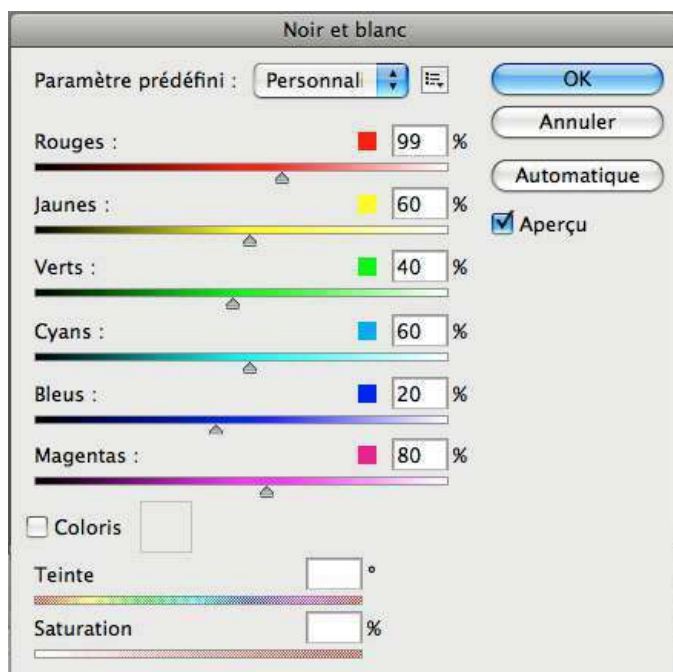 Noir et blanc
Paramètre prédéfini : Personnali
OK
Annuler
Automatique
Aperçu
Rouges : 99 %
Jaunes : 60 %
Verts : 40 %
Cyans : 60 %
Bleus : 20 %
Magentas : 80 %
Coloris
Teinte °
Saturation %